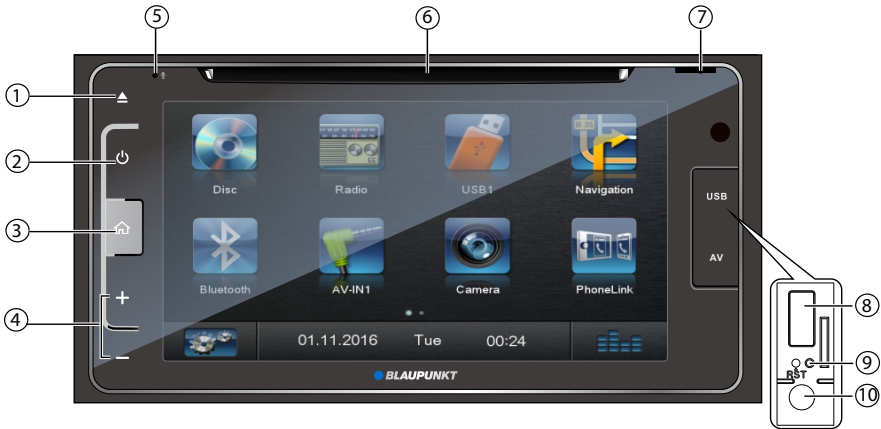 5
6
7
1
2
3
4
Disc
Radio
USB1
B 35
Navigation
Bluetooth
AV-IN1
Camera
PhoneLink
01.11.2016 Tue 00:24
BLAUPUNKT
USB
AV
8
9
RST
10